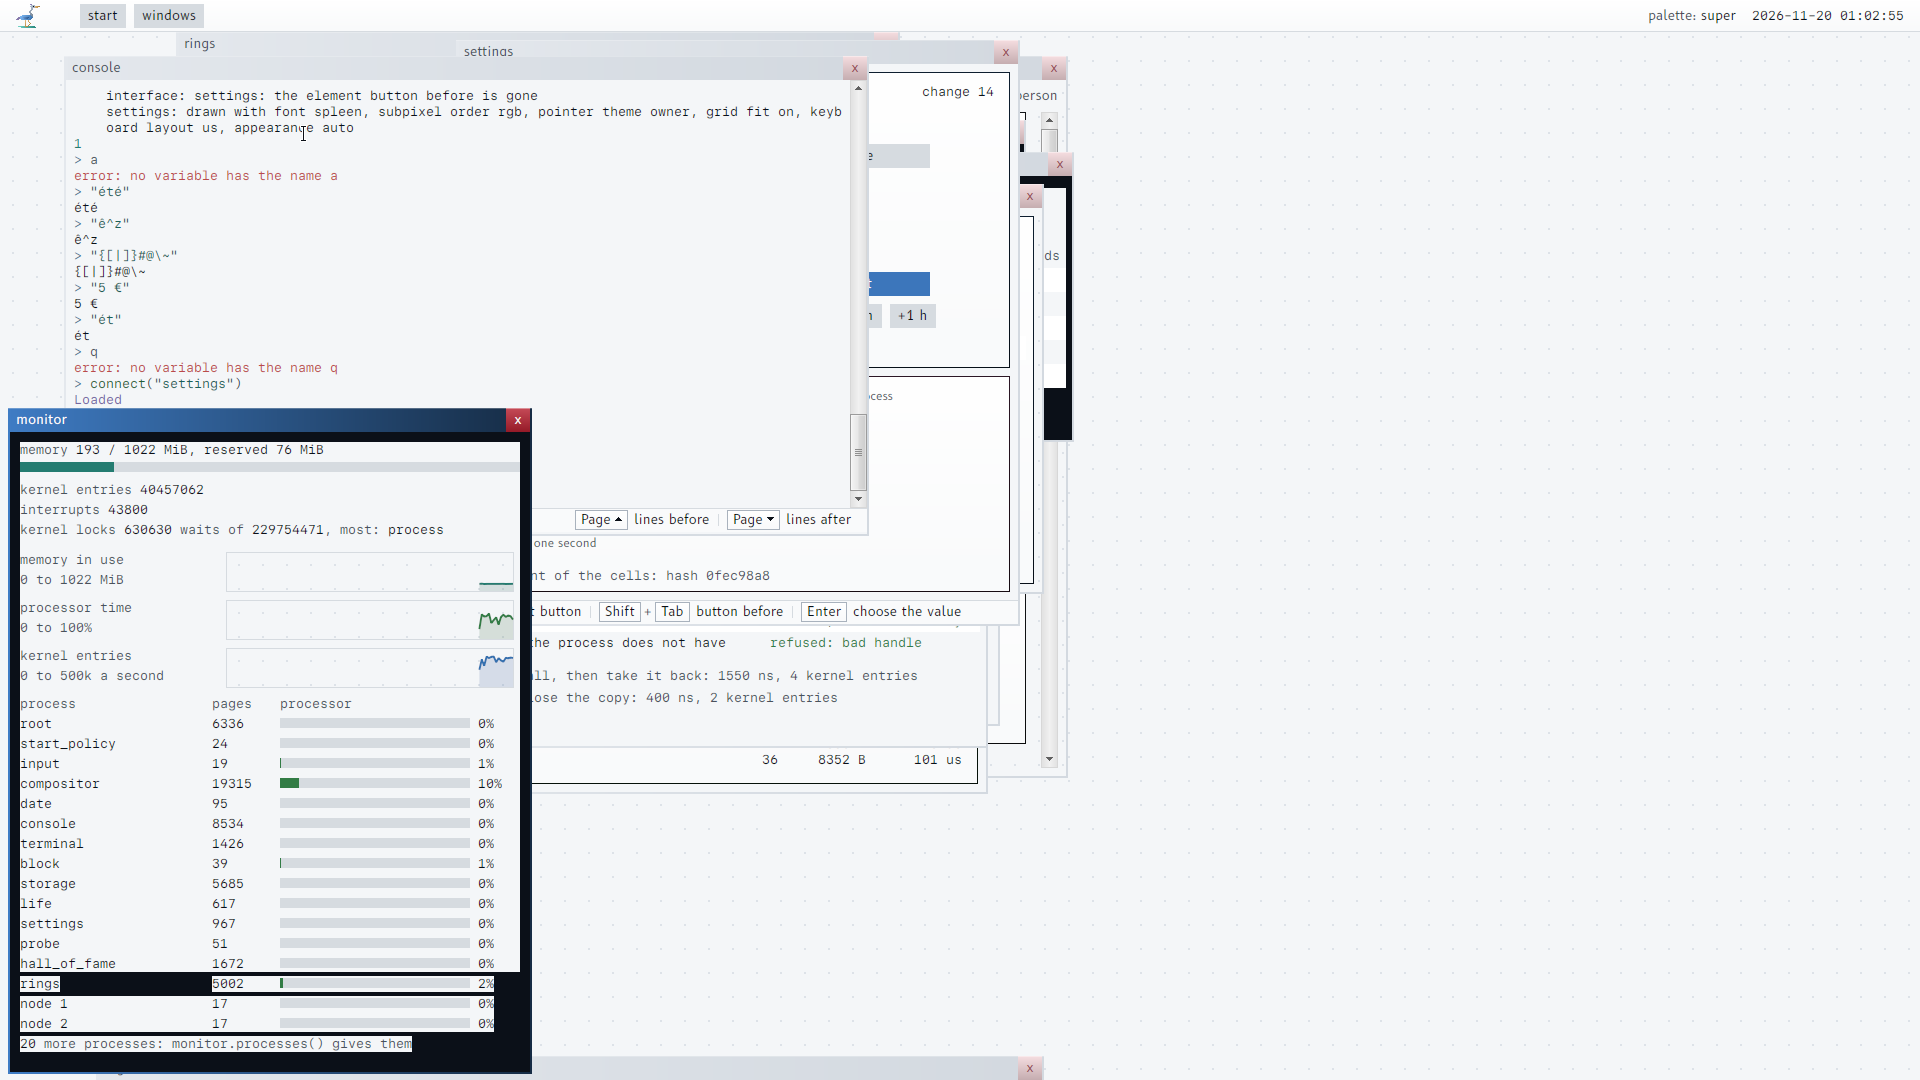 start windows palette: super 2026-11-20 01:02:55
rings
settings x
console x
x
interface: settings: the element button before is gone
settings: drawn with font spleen, subpixel order rgb, pointer theme owner, grid fit on, keyb
oard layout us, appearance auto
1
> a
error: no variable has the name a
> "été"
été
> "ê^z"
ê^z
> "{[|]}#@\~"
{[|]}#@\~
> "5 €"
5 €
> "ét"
ét
> q
error: no variable has the name q
> connect("settings")
Loaded
Page lines before Page lines after
change 14
+1 h
one second
of the cells: hash 0fec98a8
button Shift + Tab button before Enter choose the value
person
x
x
ds
the process does not have refused: bad handle
then take it back: 1550 ns, 4 kernel entries
the copy: 400 ns, 2 kernel entries
36 8352 B 101 us
x
monitor x
memory 193 / 1022 MiB, reserved 76 MiB
kernel entries 40457062
interrupts 43800
kernel locks 630630 waits of 229754471, most: process
memory in use
0 to 1022 MiB
processor time
0 to 100%
kernel entries
0 to 500k a second
process pages processor
root 6336 0%
start_policy 24 0%
input 19 1%
compositor 19315 10%
date 95 0%
console 8534 0%
terminal 1426 0%
block 39 1%
storage 5685 0%
life 617 0%
settings 967 0%
probe 51 0%
hall_of_fame 1672 0%
rings 5002 2%
node 1 17 0%
node 2 17 0%
20 more processes: monitor.processes() gives them